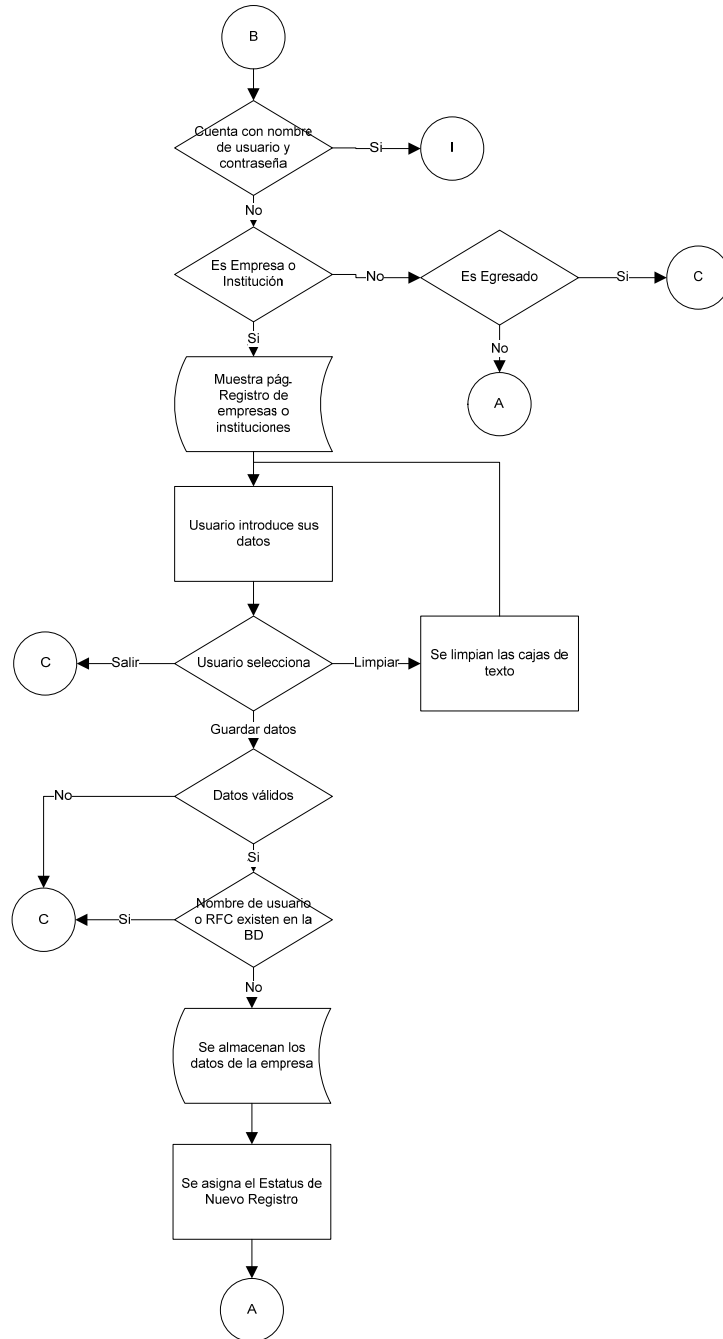 B
Cuenta con nombre
de usuario y
contraseña
Si
I
No
Es Empresa o
Institución
No
Es Egresado
Si
C
Si
No
Muestra pág.
Registro de
empresas o
instituciones
A
Usuario introduce sus
datos
C
Salir
Usuario selecciona
Limpiar
Se limpian las cajas de
texto
Guardar datos
No
Datos válidos
Si
C
Si
Nombre de usuario
o RFC existen en la
BD
No
Se almacenan los
datos de la empresa
Se asigna el Estatus de
Nuevo Registro
A